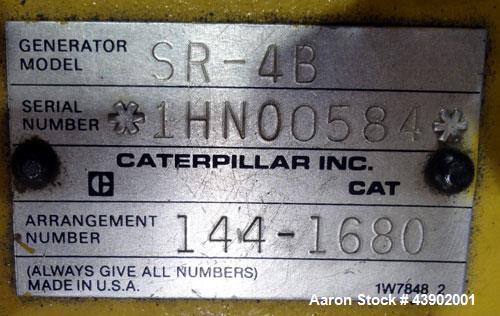 GENERATOR
MODEL SR-4B
SERIAL
NUMBER *1HN00584*
CATERPILLAR INC.
C CAT
ARRANGEMENT
NUMBER 144-1680
(ALWAYS GIVE ALL NUMBERS)
MADE IN U.S.A. 1W7848 2
Aaron Stock # 43902001